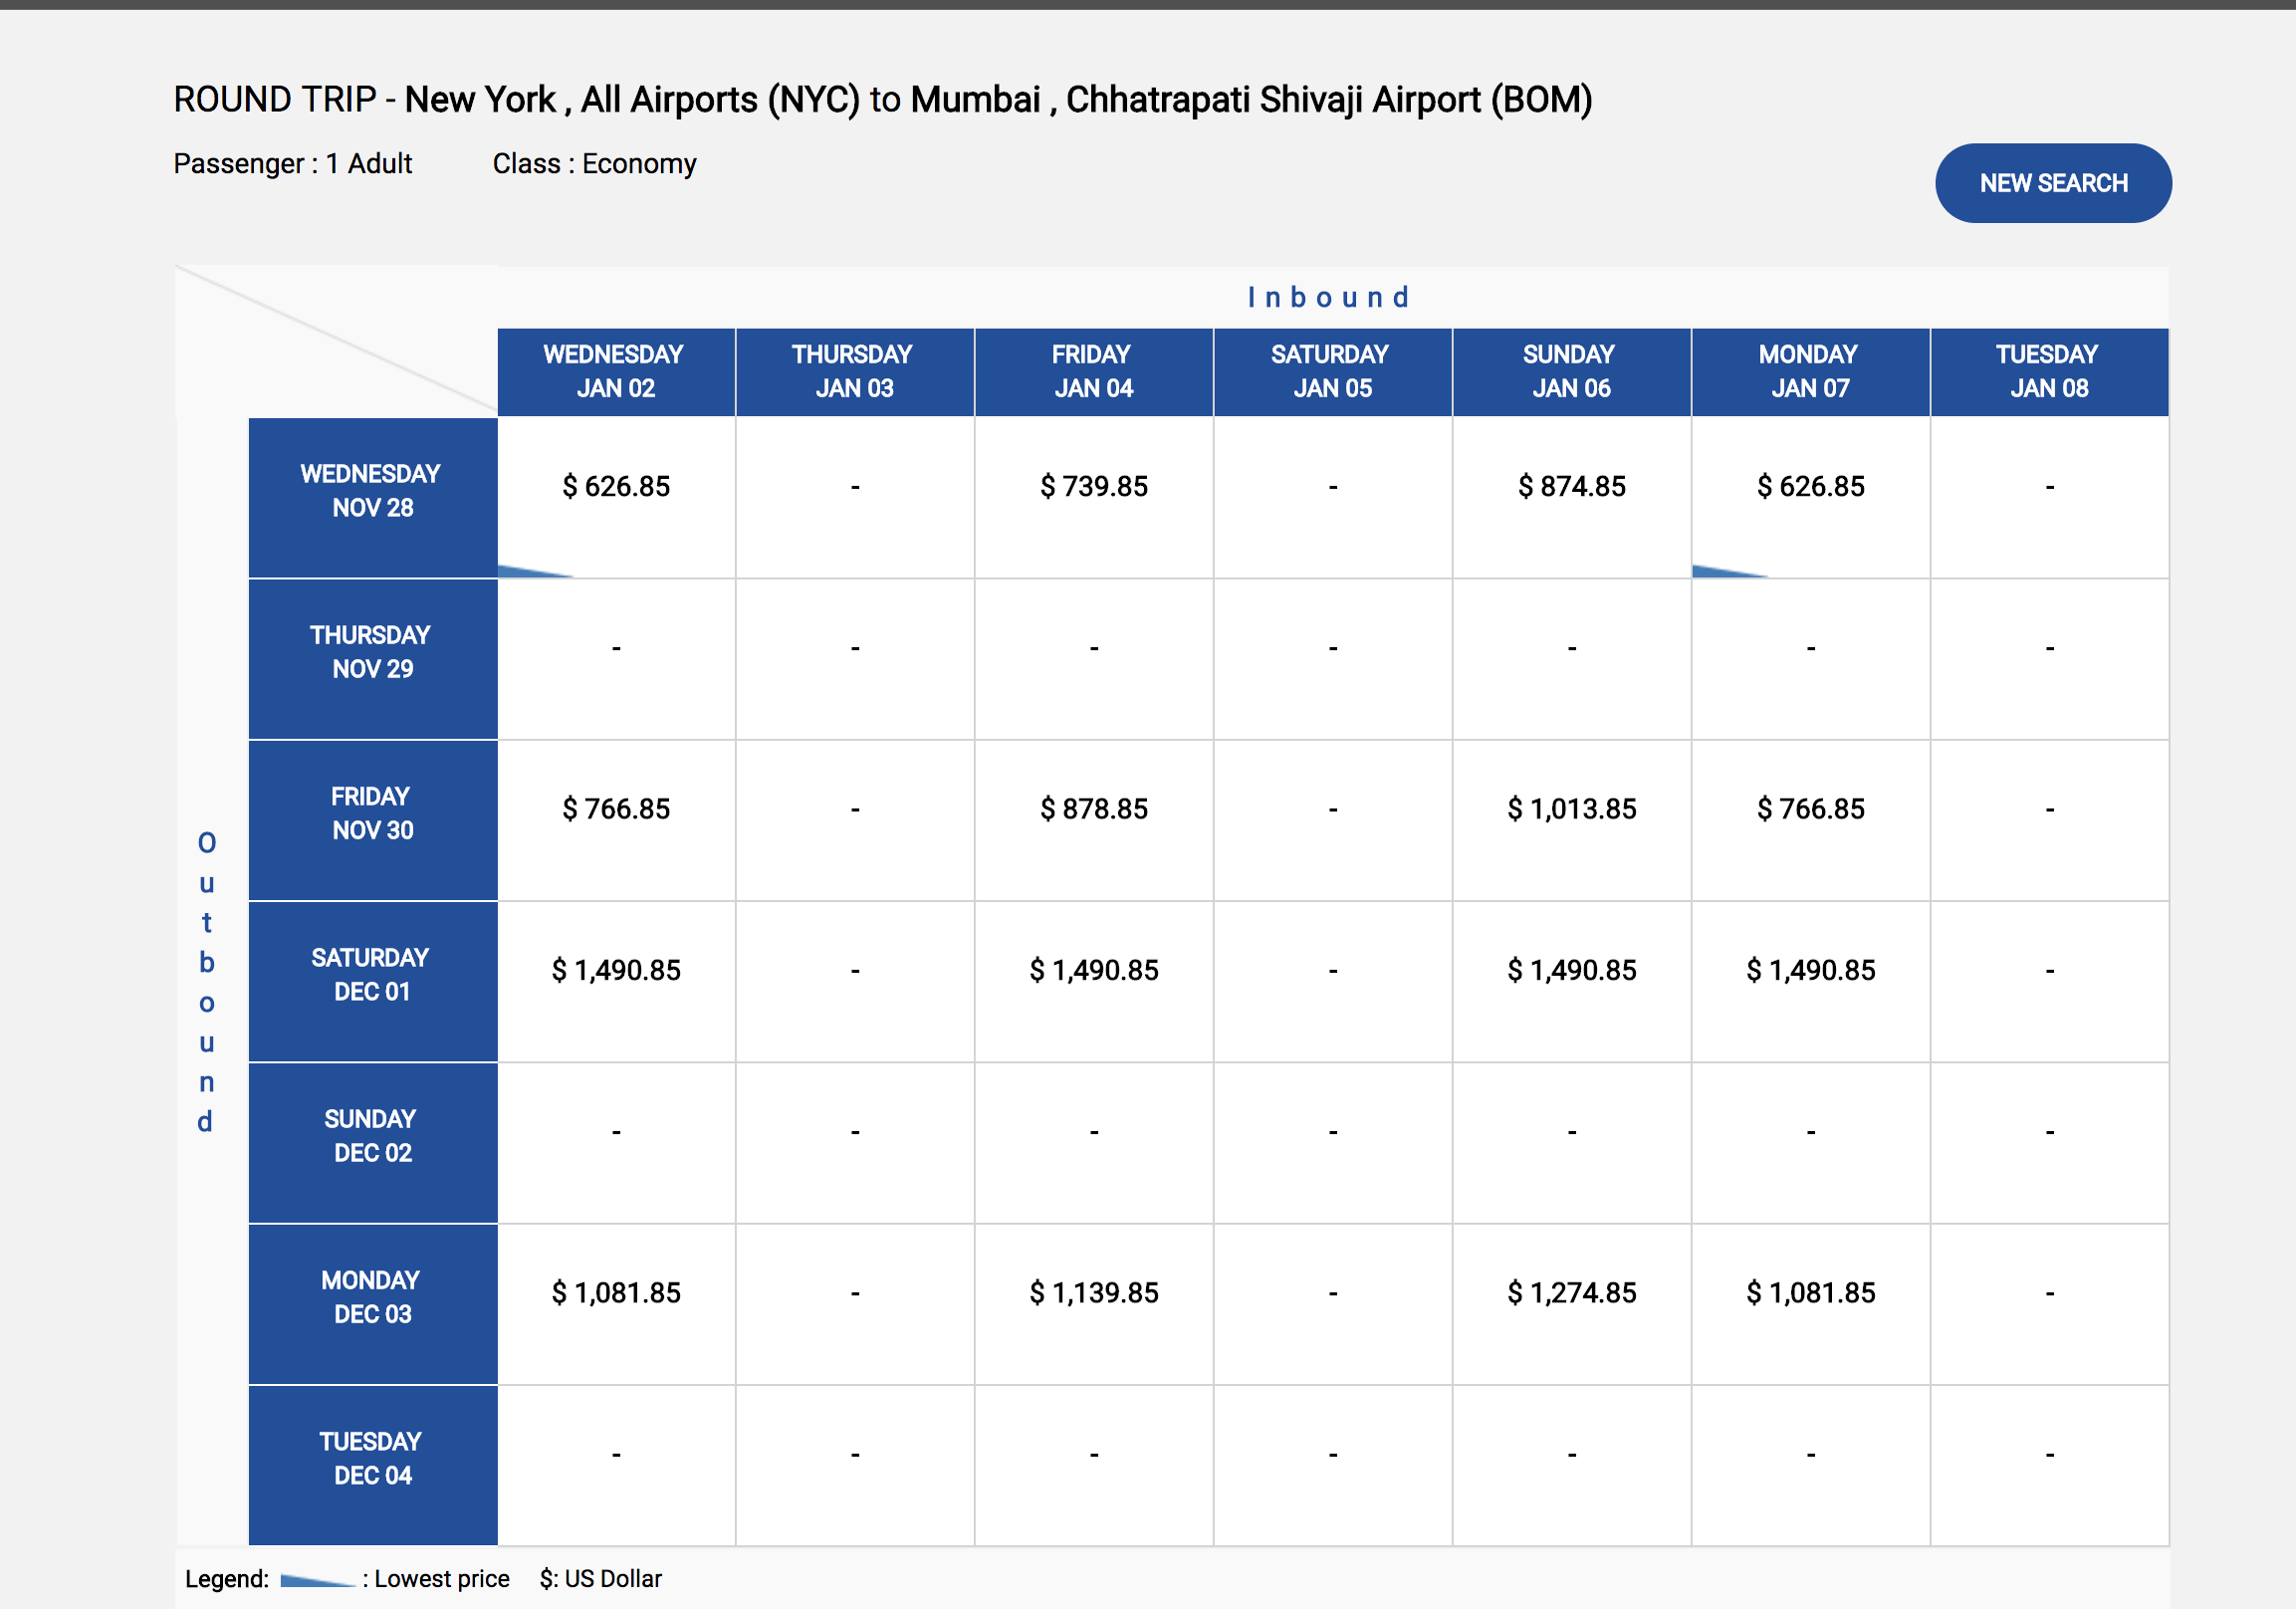 ROUND TRIP - New York , All Airports (NYC) to Mumbai , Chhatrapati Shivaji Airport (BOM)
Passenger : 1 Adult Class : Economy
NEW SEARCH
Inbound
WEDNESDAY JAN 02 THURSDAY JAN 03 FRIDAY JAN 04 SATURDAY JAN 05 SUNDAY JAN 06 MONDAY JAN 07 TUESDAY JAN 08
Outbound
WEDNESDAY NOV 28 $ 626.85 - $ 739.85 - $ 874.85 $ 626.85 -
THURSDAY NOV 29 - - - - - - -
FRIDAY NOV 30 $ 766.85 - $ 878.85 - $ 1,013.85 $ 766.85 -
SATURDAY DEC 01 $ 1,490.85 - $ 1,490.85 - $ 1,490.85 $ 1,490.85 -
SUNDAY DEC 02 - - - - - - -
MONDAY DEC 03 $ 1,081.85 - $ 1,139.85 - $ 1,274.85 $ 1,081.85 -
TUESDAY DEC 04 - - - - - - -
Legend: : Lowest price $: US Dollar